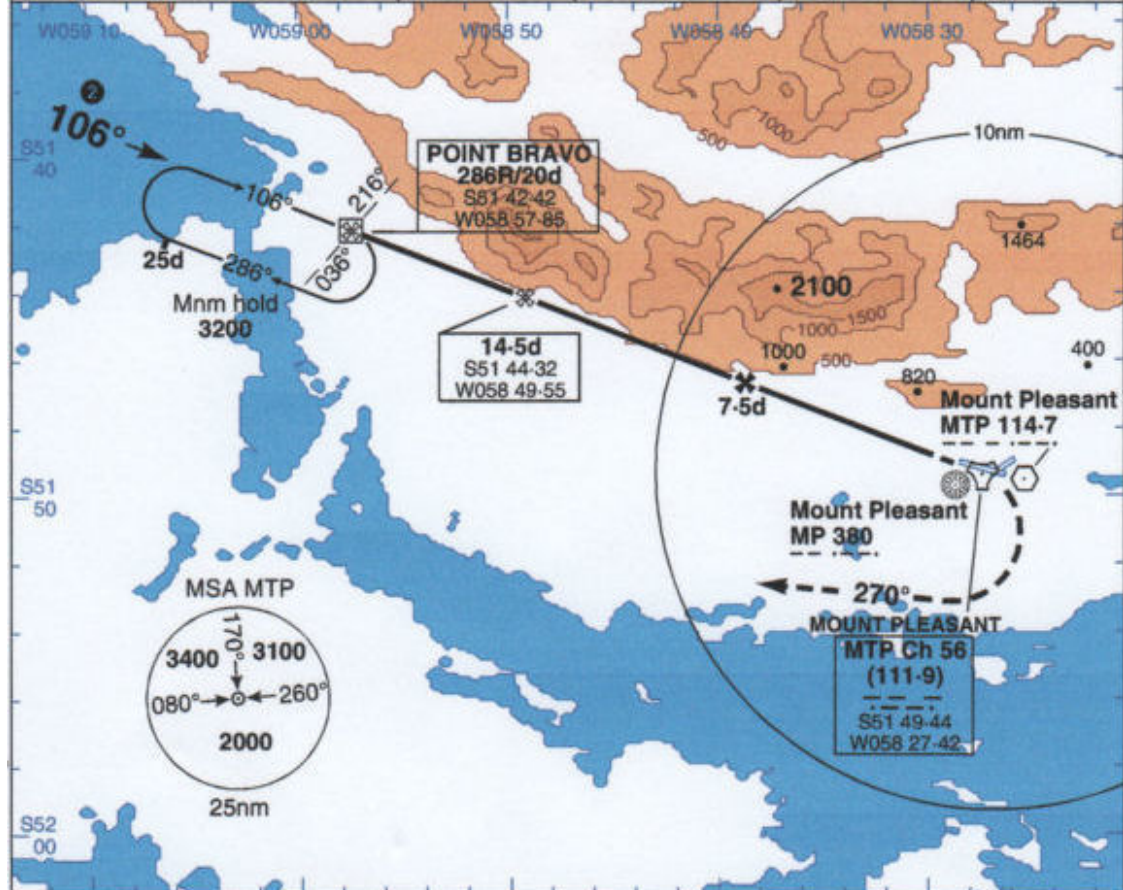 W059 10
W059 00
W058 50
W058 40
W058 30
2
106°
S51
40
10nm
500
1000
POINT BRAVO
286R/20d
S51 42·42
W058 57·85
216°
106°
036°
25d
286°
Mnm hold
3200
1464
2100
1000
1500
1000
500
400
820
14·5d
S51 44·32
W058 49·55
7·5d
Mount Pleasant
MTP 114·7
S51
50
Mount Pleasant
MP 380
270°
MOUNT PLEASANT
MTP Ch 56
(111·9)
S51 49·44
W058 27·42
MSA MTP
170°
3400
3100
080°
260°
2000
25nm
S52
00